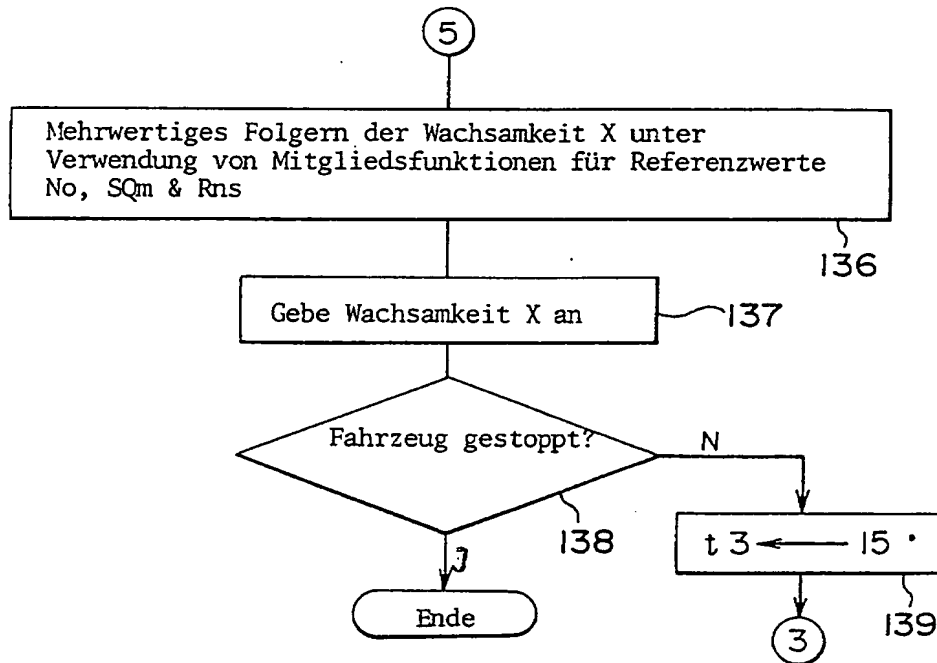 5
Mehrwertiges Folgern der Wachsamkeit X unter
Verwendung von Mitgliedsfunktionen für Referenzwerte
No, SQm & Rns
136
Gebe Wachsamkeit X an
137
Fahrzeug gestoppt?
N
138
t 3 ← 15
139
J
Ende
3